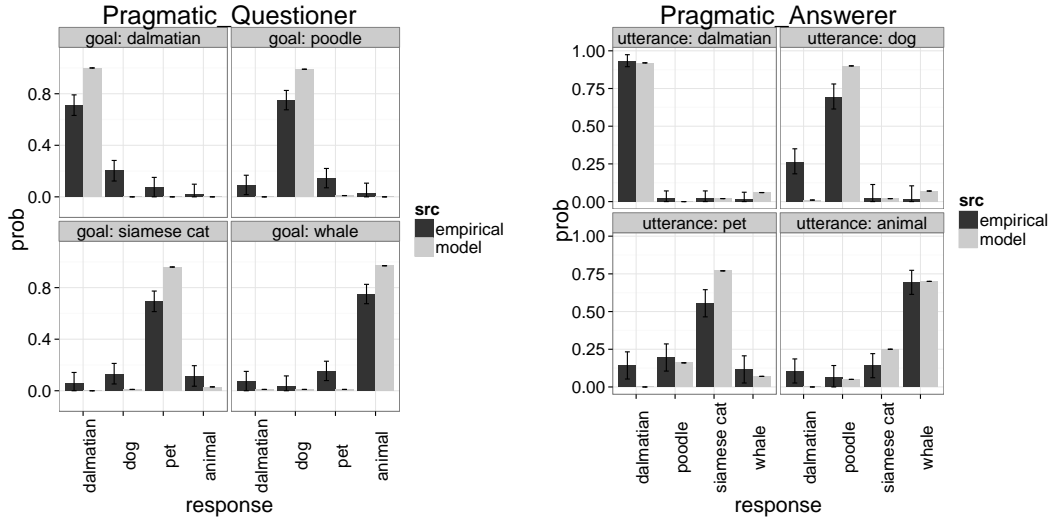 Pragmatic_Questioner
goal: dalmatian
goal: poodle
0.8
0.4
0.0
goal: siamese cat
goal: whale
0.8
0.4
0.0
prob
dalmatian
dog
pet
animal
dalmatian
dog
pet
animal
response
src
empirical
model
Pragmatic_Answerer
utterance: dalmatian
utterance: dog
1.00
0.75
0.50
0.25
0.00
utterance: pet
utterance: animal
1.00
0.75
0.50
0.25
0.00
prob
dalmatian
poodle
siamese cat
whale
dalmatian
poodle
siamese cat
whale
response
src
empirical
model